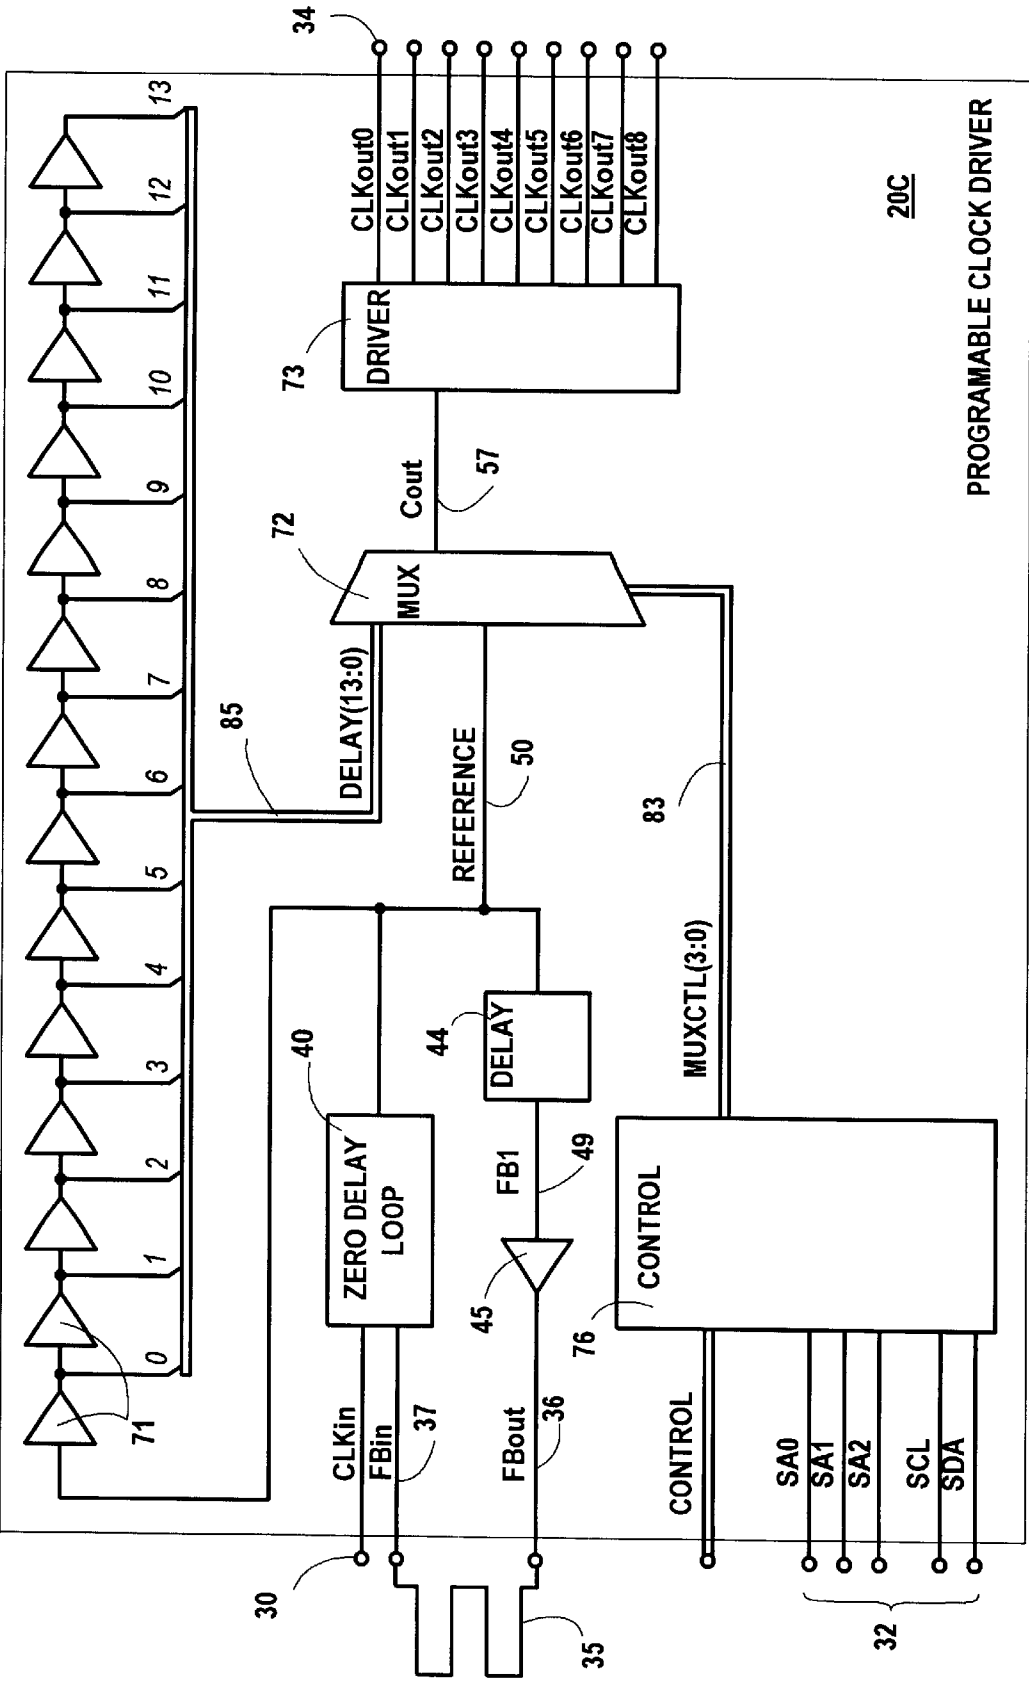 0
1
2
3
4
5
6
7
8
9
10
11
12
13
71
85
DELAY(13:0)
72
MUX
Cout
57
73
DRIVER
34
CLKout0
CLKout1
CLKout2
CLKout3
CLKout4
CLKout5
CLKout6
CLKout7
CLKout8
30
CLKin
FBin
37
ZERO DELAY
LOOP
40
REFERENCE
50
44
DELAY
FB1
49
45
FBout
36
35
CONTROL
76
CONTROL
MUXCTL(3:0)
83
SA0
SA1
SA2
SCL
SDA
32
20C
PROGRAMABLE CLOCK DRIVER